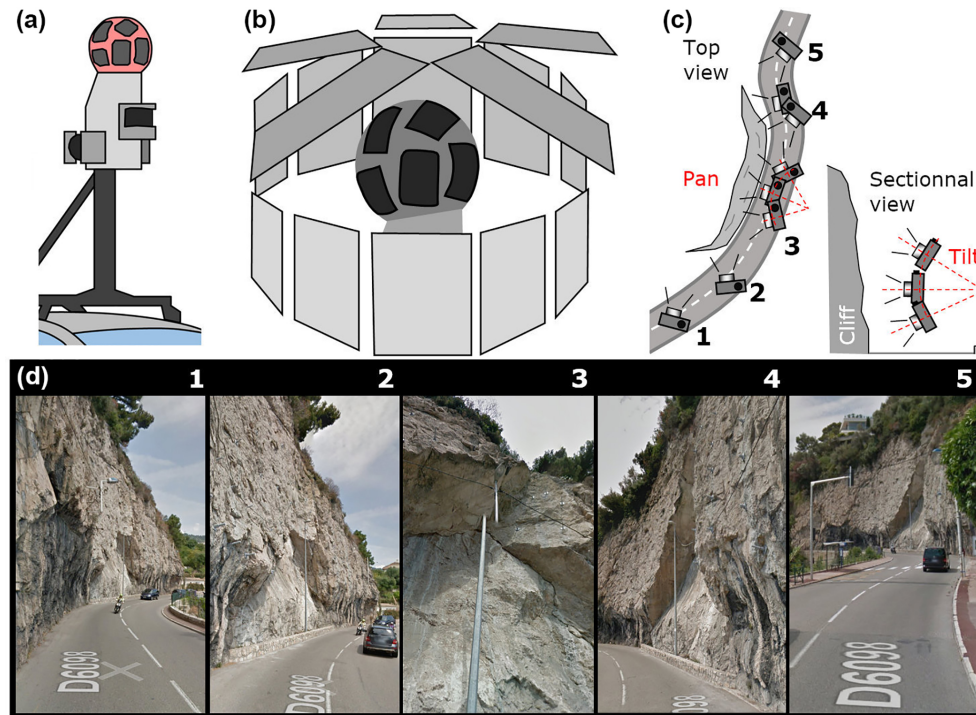 (a)
(b)
(c)
Top
view
5
4
Pan
3
2
1
Sectionnal
view
Tilt
Cliff
(d)
1
2
3
4
5
D6098
D6098
098
D6098